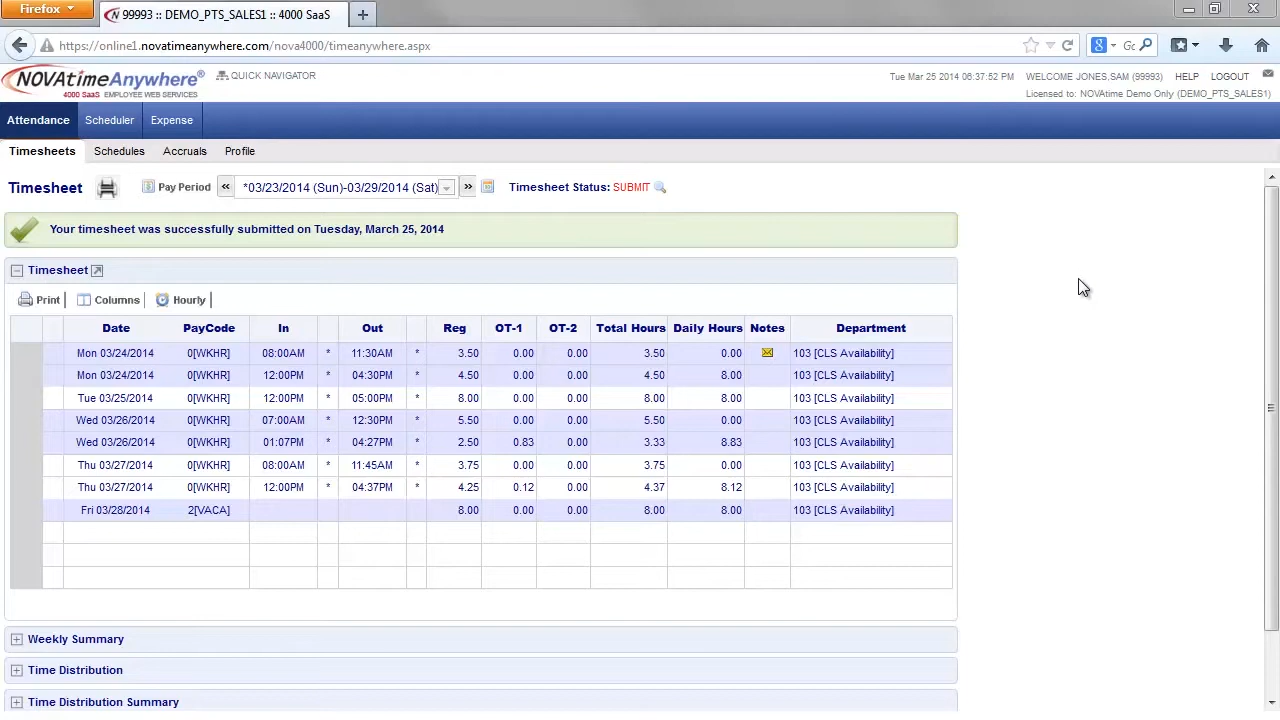 Firefox
99993 :: DEMO_PTS_SALES1 :: 4000 SaaS
https://online1.novatimeanywhere.com/nova4000/timeanywhere.aspx
NOVAtimeAnywhere®
4000 SaaS EMPLOYEE WEB SERVICES
QUICK NAVIGATOR
Tue Mar 25 2014 06:37:52 PM WELCOME JONES,SAM (99993) HELP LOGOUT
Licensed to: NOVAtime Demo Only (DEMO_PTS_SALES1)
Attendance Scheduler Expense
Timesheets Schedules Accruals Profile
Timesheet Pay Period « *03/23/2014 (Sun)-03/29/2014 (Sat) » Timesheet Status: SUBMIT
Your timesheet was successfully submitted on Tuesday, March 25, 2014
Timesheet
Print | Columns | Hourly |
Date PayCode In Out Reg OT-1 OT-2 Total Hours Daily Hours Notes Department
Mon 03/24/2014 0[WKHR] 08:00AM * 11:30AM * 3.50 0.00 0.00 3.50 0.00 103 [CLS Availability]
Mon 03/24/2014 0[WKHR] 12:00PM * 04:30PM * 4.50 0.00 0.00 4.50 8.00 103 [CLS Availability]
Tue 03/25/2014 0[WKHR] 12:00PM * 05:00PM * 8.00 0.00 0.00 8.00 8.00 103 [CLS Availability]
Wed 03/26/2014 0[WKHR] 07:00AM * 12:30PM * 5.50 0.00 0.00 5.50 0.00 103 [CLS Availability]
Wed 03/26/2014 0[WKHR] 01:07PM * 04:27PM * 2.50 0.83 0.00 3.33 8.83 103 [CLS Availability]
Thu 03/27/2014 0[WKHR] 08:00AM * 11:45AM * 3.75 0.00 0.00 3.75 0.00 103 [CLS Availability]
Thu 03/27/2014 0[WKHR] 12:00PM * 04:37PM * 4.25 0.12 0.00 4.37 8.12 103 [CLS Availability]
Fri 03/28/2014 2[VACA] 8.00 0.00 0.00 8.00 8.00 103 [CLS Availability]
Weekly Summary
Time Distribution
Time Distribution Summary